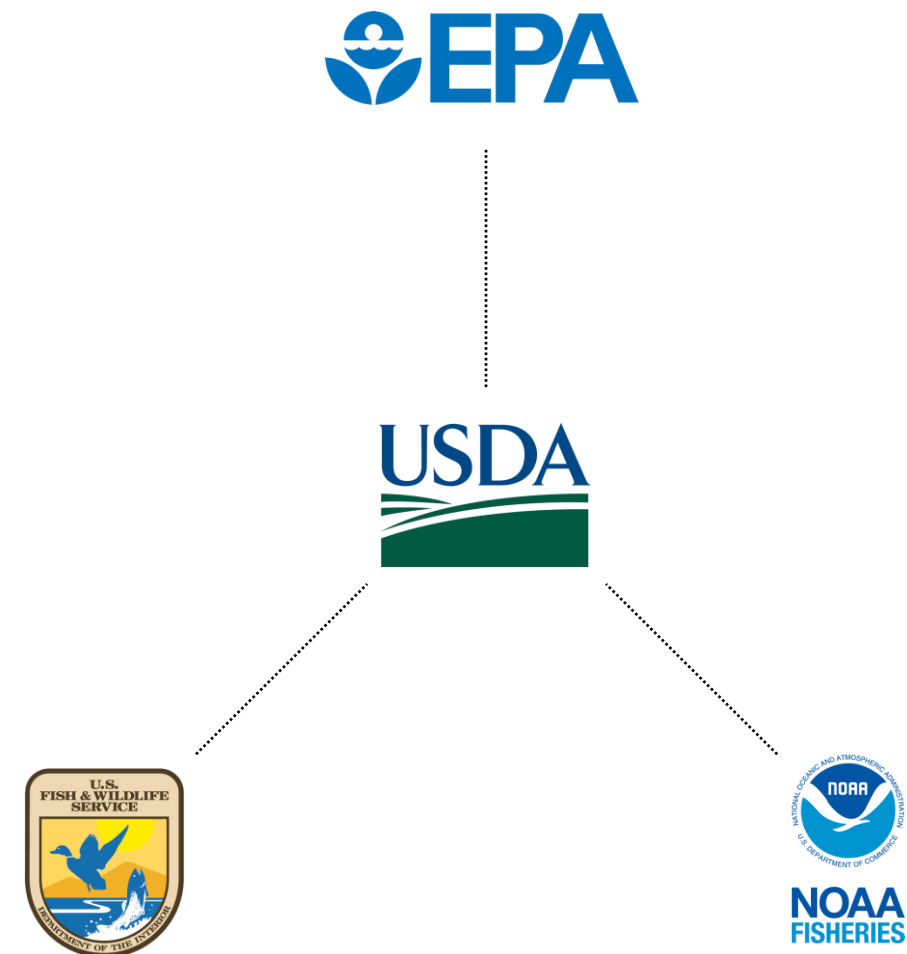 EPA
USDA
U.S.
FISH & WILDLIFE
SERVICE
DEPARTMENT OF THE INTERIOR
NATIONAL OCEANIC AND ATMOSPHERIC ADMINISTRATION
NOAA
U.S. DEPARTMENT OF COMMERCE
NOAA
FISHERIES